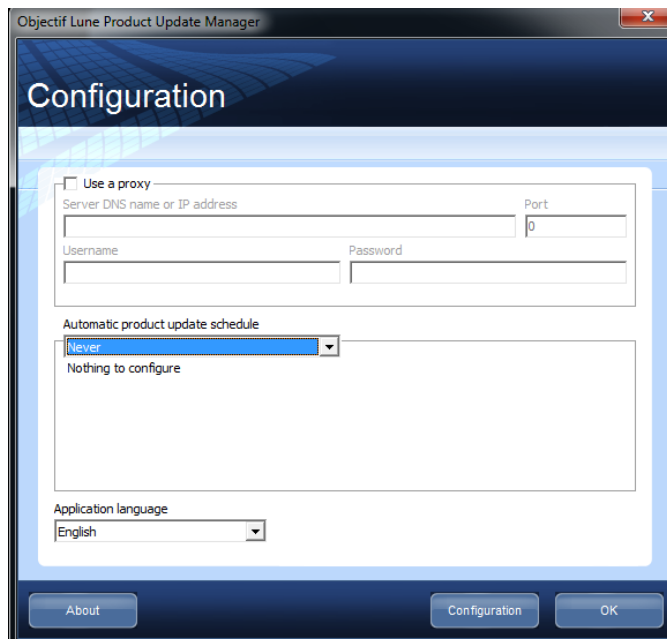 Objectif Lune Product Update Manager
Configuration
Use a proxy
Server DNS name or IP address Port
0
Username Password
Automatic product update schedule
Never
Nothing to configure
Application language
English
About Configuration OK